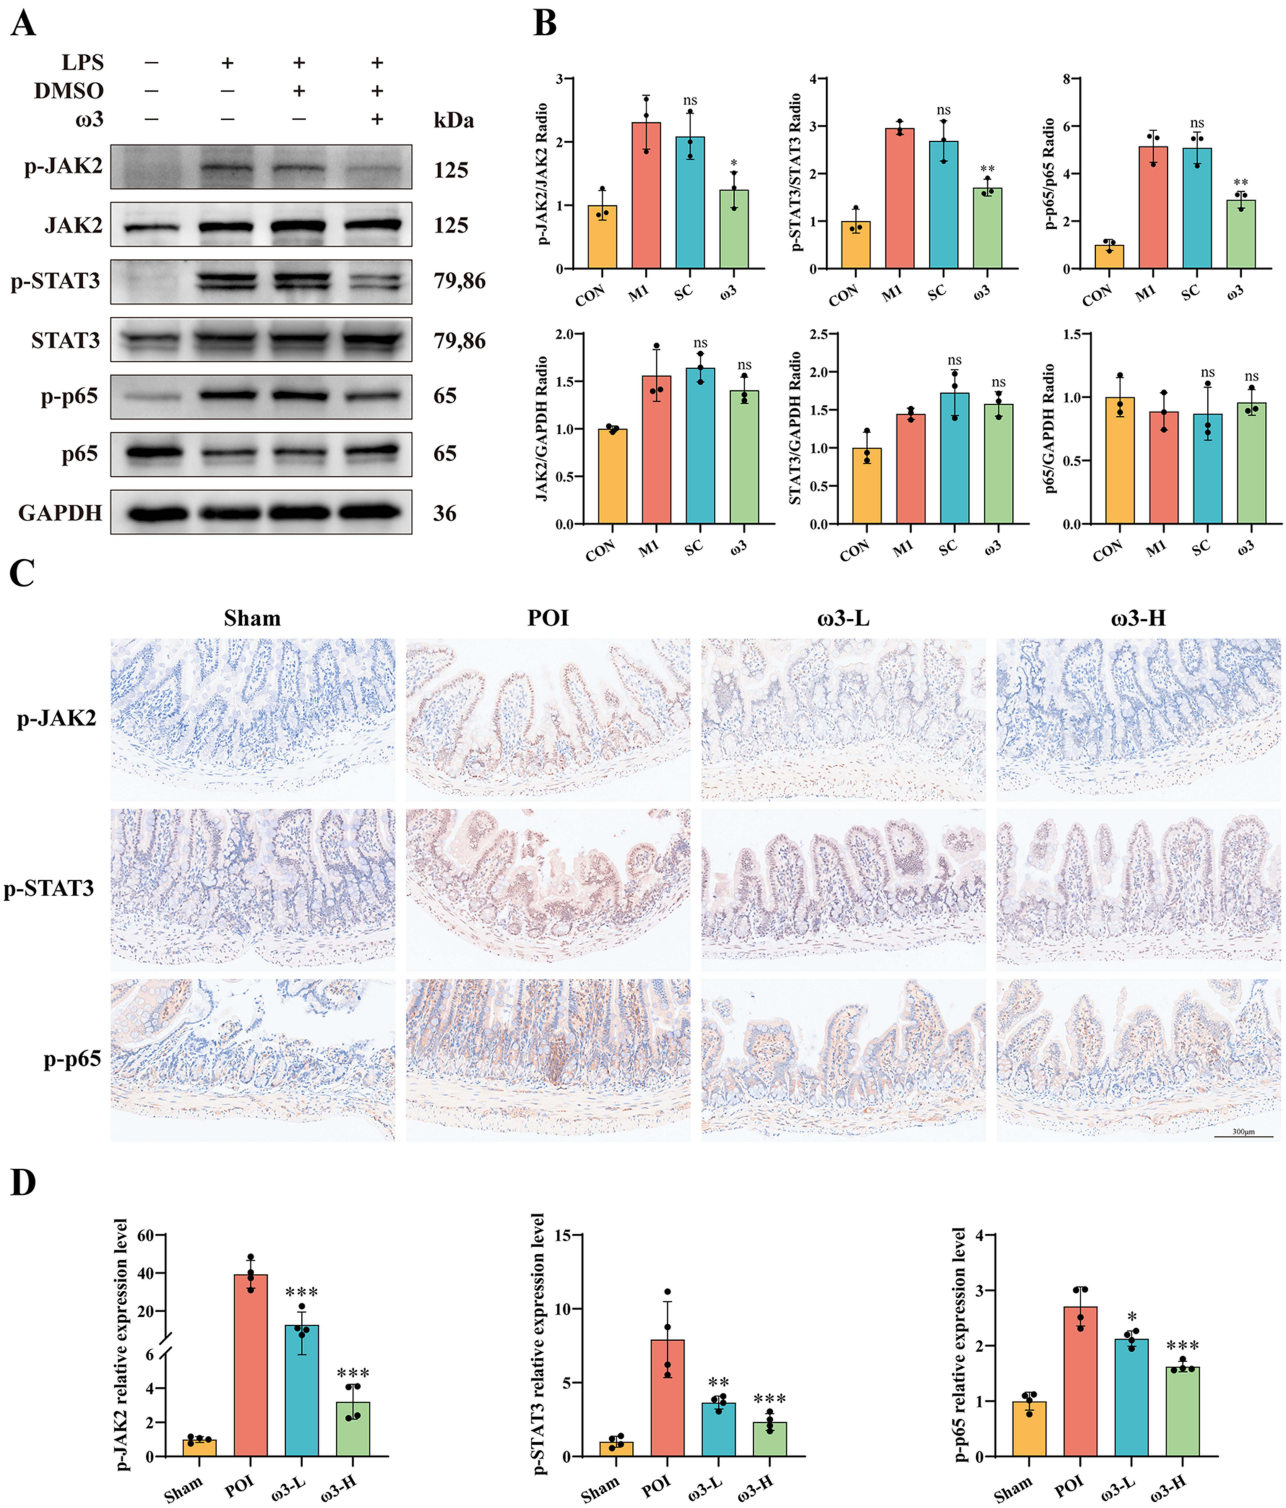 A
LPS − + + +
DMSO − − + +
ω3 − − − + kDa
p-JAK2 125
JAK2 125
p-STAT3 79,86
STAT3 79,86
p-p65 65
p65 65
GAPDH 36
B
p-JAK2/JAK2 Radio
3
2
1
0
ns
*
CON M1 SC ω3
p-STAT3/STAT3 Radio
4
3
2
1
0
ns
**
CON M1 SC ω3
p-p65/p65 Radio
8
6
4
2
0
ns
**
CON M1 SC ω3
JAK2/GAPDH Radio
2.0
1.5
1.0
0.5
0.0
ns
ns
CON M1 SC ω3
STAT3/GAPDH Radio
2.5
2.0
1.5
1.0
0.5
0.0
ns
ns
CON M1 SC ω3
p65/GAPDH Radio
1.5
1.0
0.5
0.0
ns
ns
CON M1 SC ω3
C
Sham POI ω3-L ω3-H
p-JAK2
p-STAT3
p-p65
300μm
D
p-JAK2 relative expression level
60
40
20
6
4
2
0
***
***
Sham POI ω3-L ω3-H
p-STAT3 relative expression level
15
10
5
0
**
***
Sham POI ω3-L ω3-H
p-p65 relative expression level
4
3
2
1
0
*
***
Sham POI ω3-L ω3-H